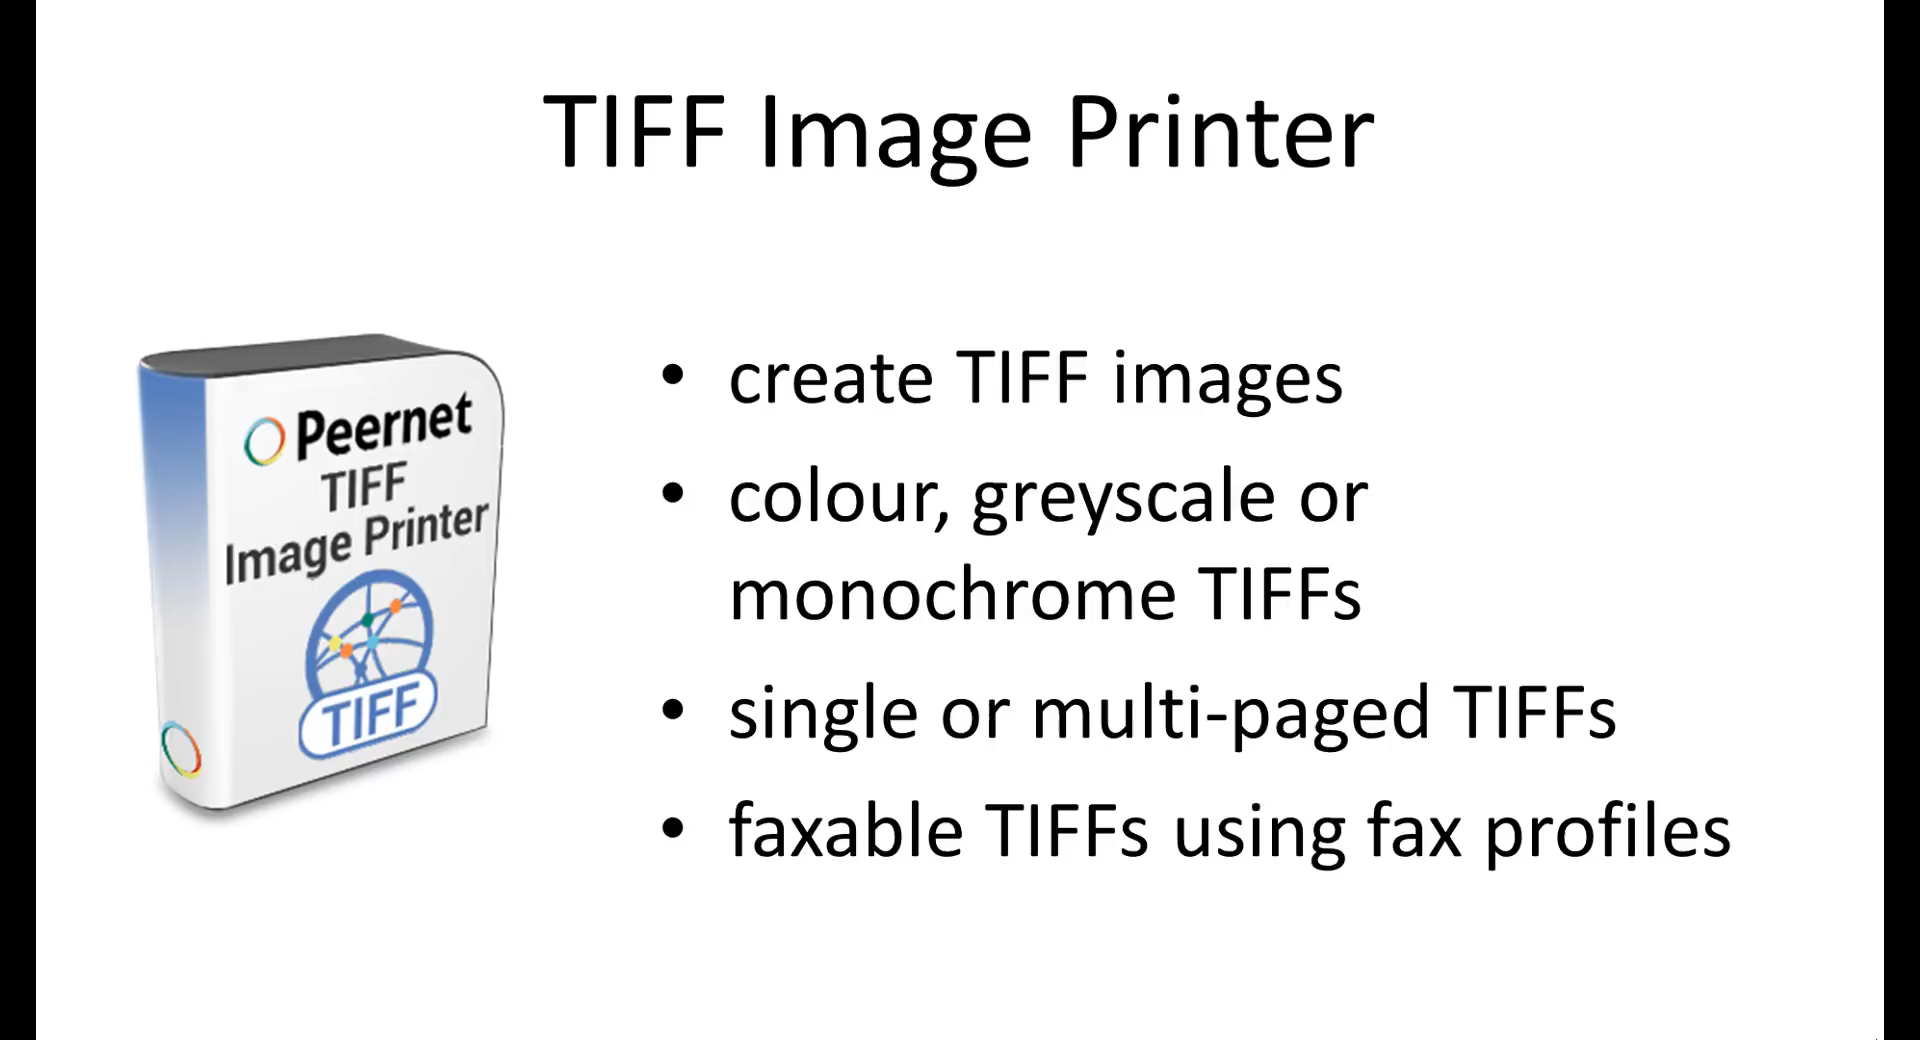 TIFF Image Printer
Peernet
TIFF
Image Printer
TIFF
• create TIFF images
• colour, greyscale or
monochrome TIFFs
• single or multi-paged TIFFs
• faxable TIFFs using fax profiles